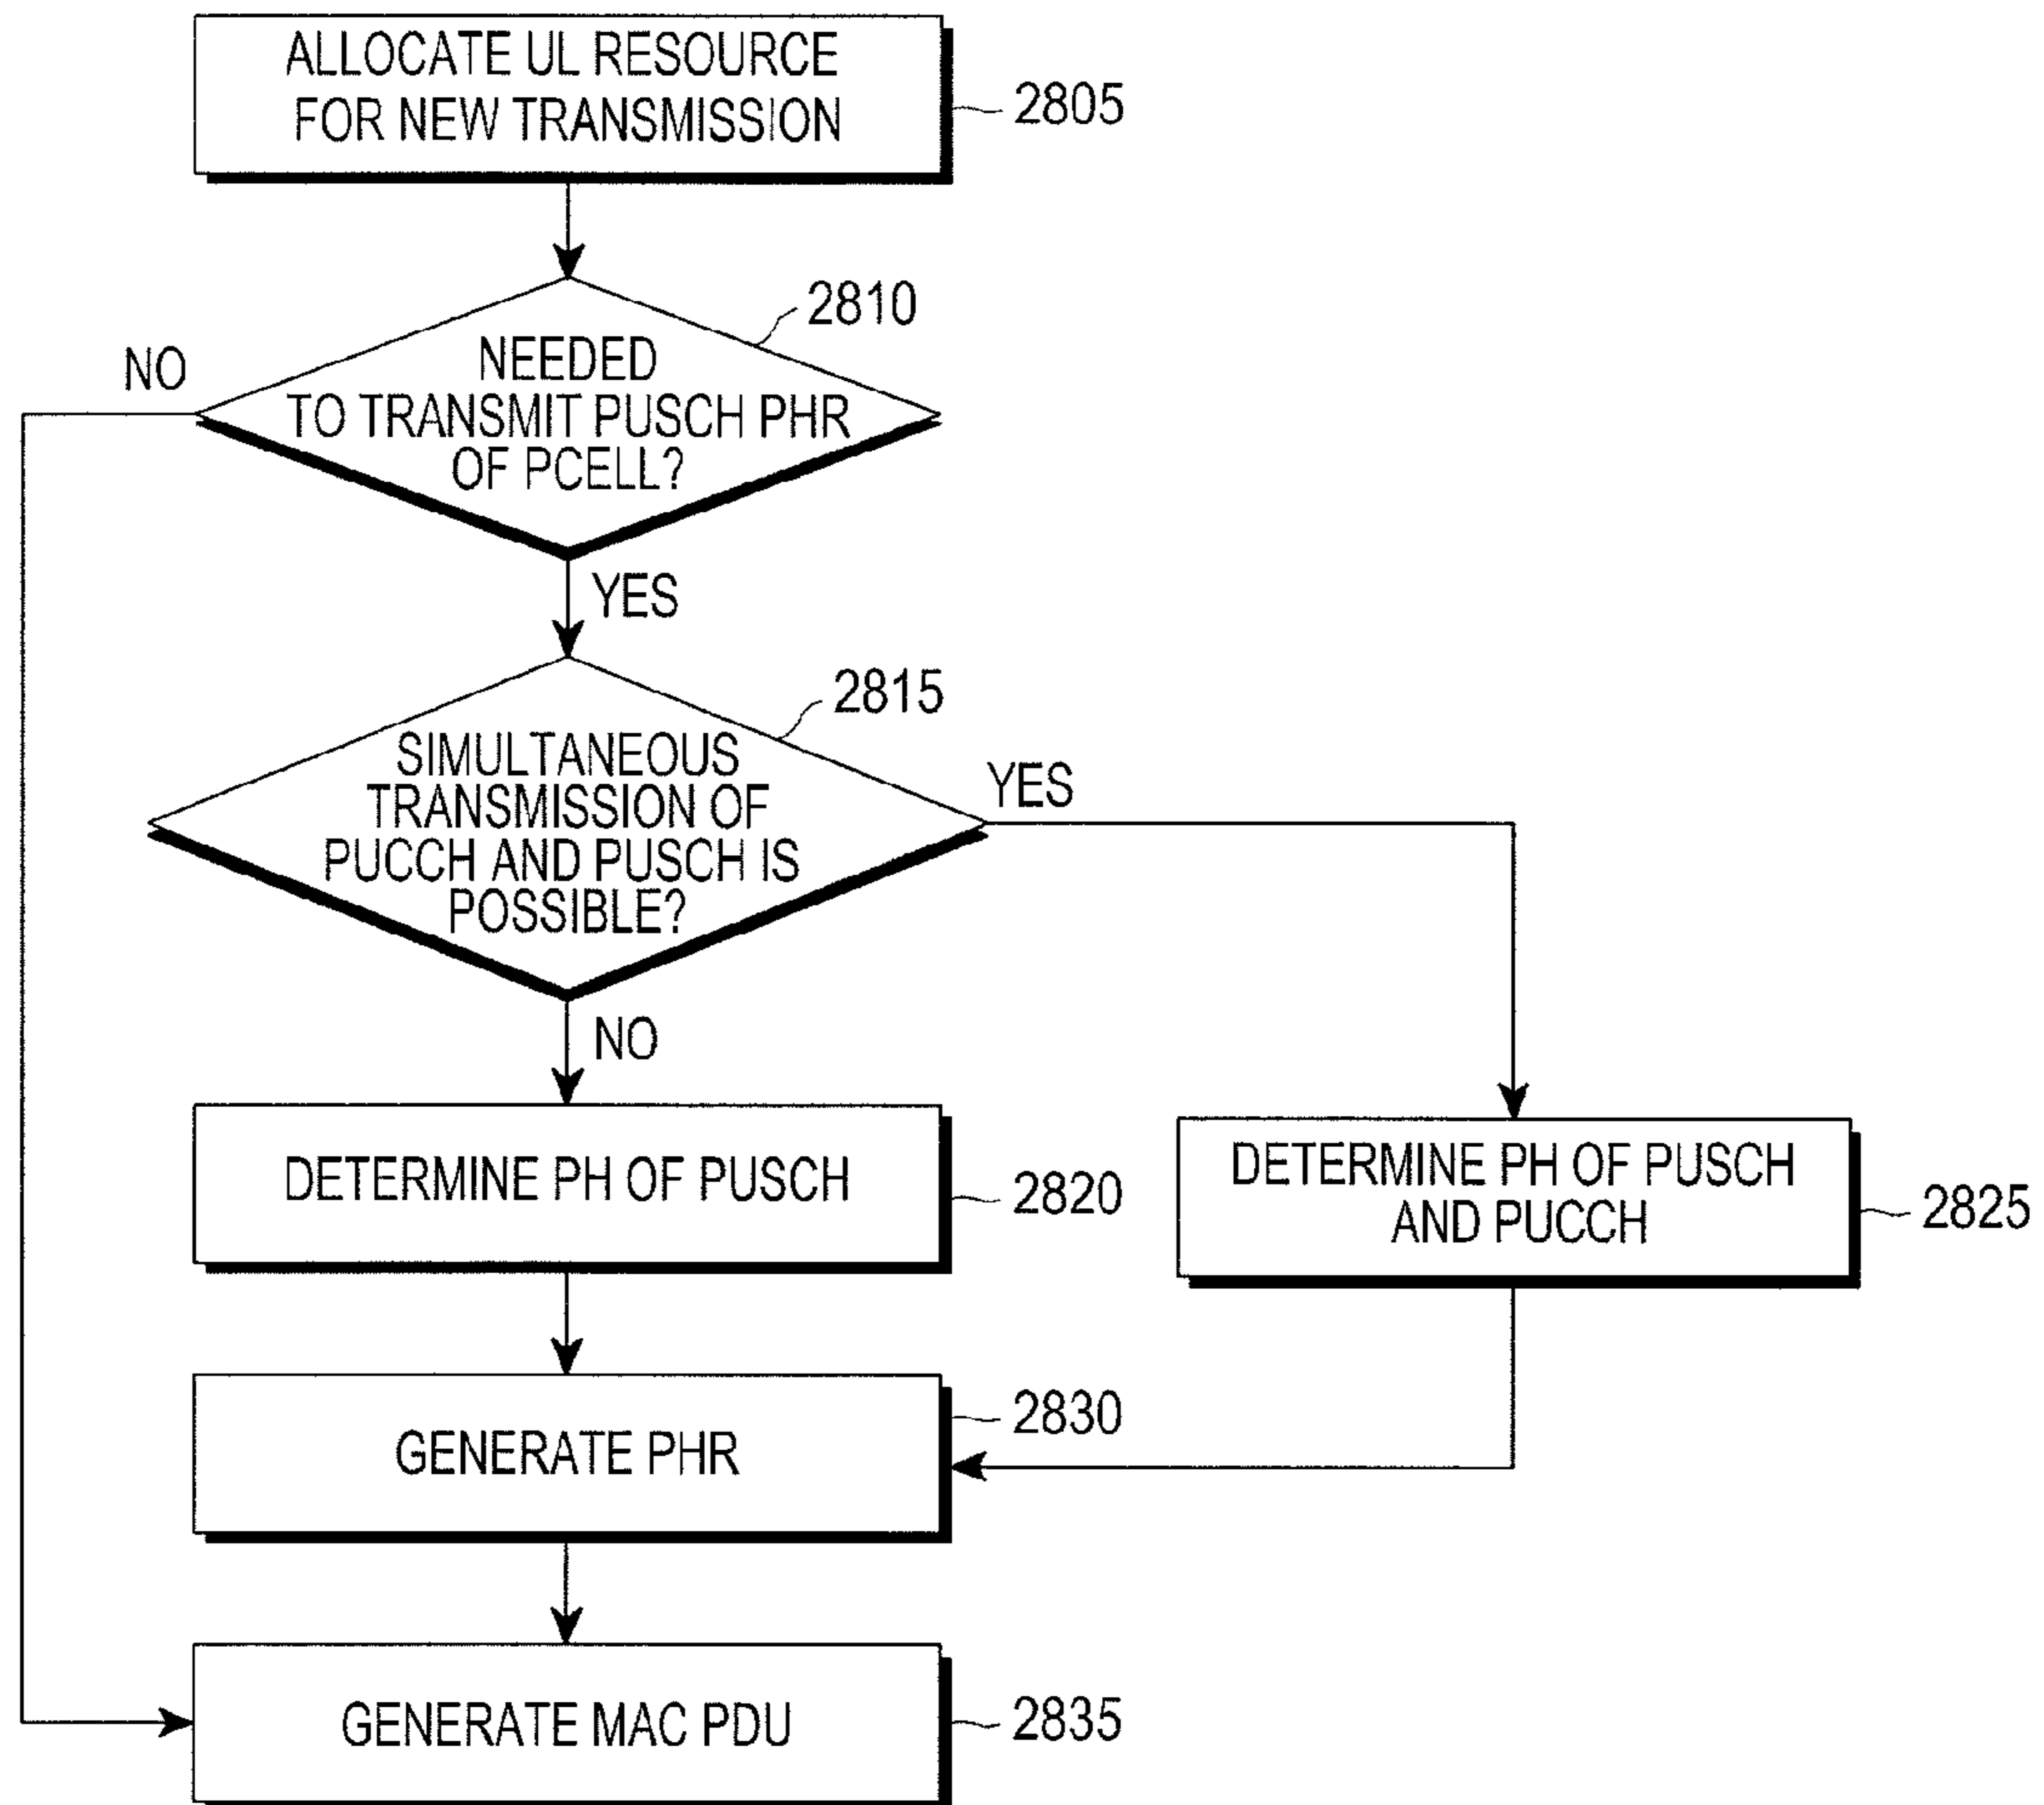 ALLOCATE UL RESOURCE
FOR NEW TRANSMISSION
2805
2810
NO
NEEDED
TO TRANSMIT PUSCH PHR
OF PCELL?
YES
2815
SIMULTANEOUS
TRANSMISSION OF
PUCCH AND PUSCH IS
POSSIBLE?
YES
NO
DETERMINE PH OF PUSCH
2820
DETERMINE PH OF PUSCH
AND PUCCH
2825
GENERATE PHR
2830
GENERATE MAC PDU
2835